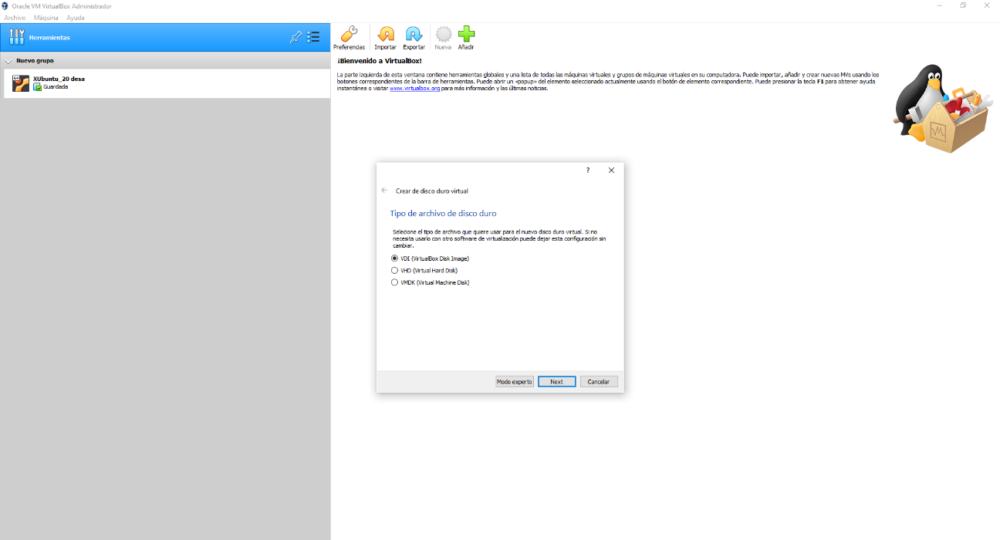 Oracle VM VirtualBox Administrador
Archivo Máquina Ayuda
Herramientas
Nuevo grupo
XUbuntu_20 desa
Guardada
Preferendas Importar Exportar Nueva Añadir
¡Bienvenido a VirtualBox!
La parte izquierda de esta ventana contiene herramientas globales y una lista de todas las máquinas virtuales y grupos de máquinas virtuales en su computadora. Puede importar, añadir y crear nuevas MVs usando los
botones correspondientes de la barra de herramientas. Puede abrir un «popup» del elemento seleccionado actualmente usando el botón de elemento correspondiente. Puede presionar la tecla F1 para obtener ayuda
instantánea o visitar www.virtualbox.org para más información y las últimas noticias.
?
Crear de disco duro virtual
Tipo de archivo de disco duro
Selecione el tipo de archivo que quiere usar para el nuevo disco duro virtual. Si no
necesita usarlo con otro software de virtualización puede dejar esta configuración sin
cambiar.
VDI (VirtualBox Disk Image)
VHD (Virtual Hard Disk)
VMDK (Virtual Machine Disk)
Modo experto Next Cancelar